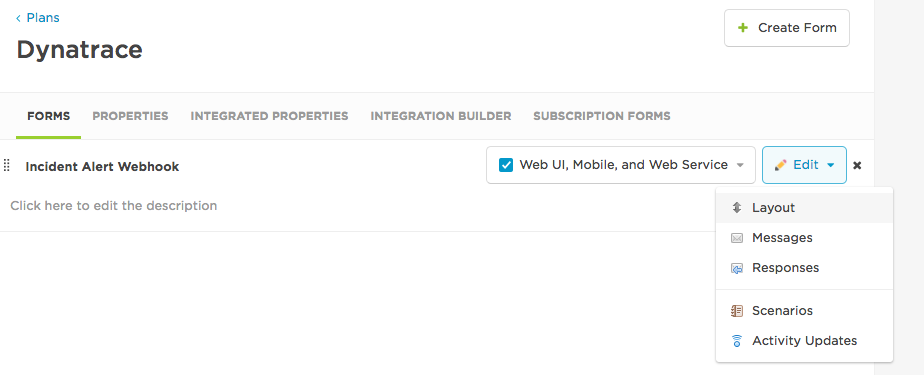 ‹ Plans
Dynatrace
+ Create Form
FORMS PROPERTIES INTEGRATED PROPERTIES INTEGRATION BUILDER SUBSCRIPTION FORMS
Incident Alert Webhook Web UI, Mobile, and Web Service Edit
Click here to edit the description
Layout
Messages
Responses
Scenarios
Activity Updates